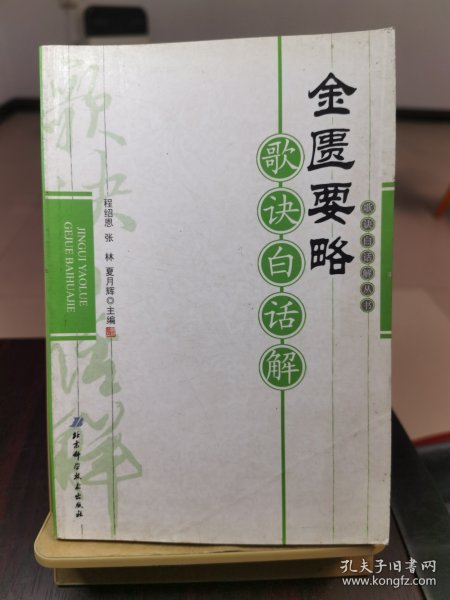 金匮要略
歌诀白话解
歌诀白话解丛书
程绍恩 张 林 夏月辉 主编
JINGUI YAOLUE
GEJUE BAIHUAJIE
北京科学技术出版社
孔夫子旧书网
www.kongfz.com